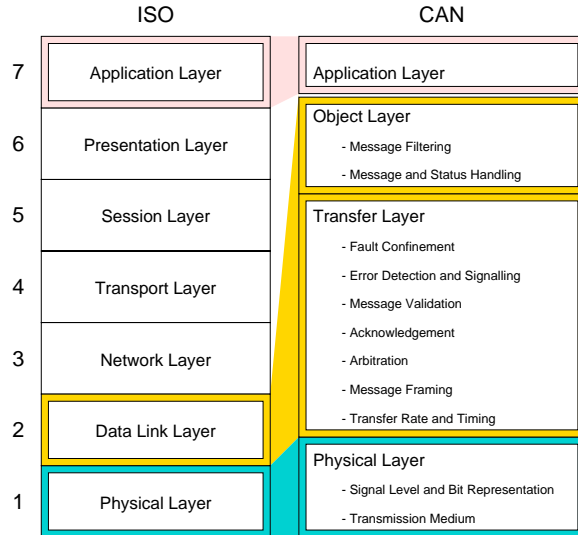 ISO
CAN
7
Application Layer
6
Presentation Layer
5
Session Layer
4
Transport Layer
3
Network Layer
2
Data Link Layer
1
Physical Layer
Application Layer
Object Layer
- Message Filtering
- Message and Status Handling
Transfer Layer
- Fault Confinement
- Error Detection and Signalling
- Message Validation
- Acknowledgement
- Arbitration
- Message Framing
- Transfer Rate and Timing
Physical Layer
- Signal Level and Bit Representation
- Transmission Medium